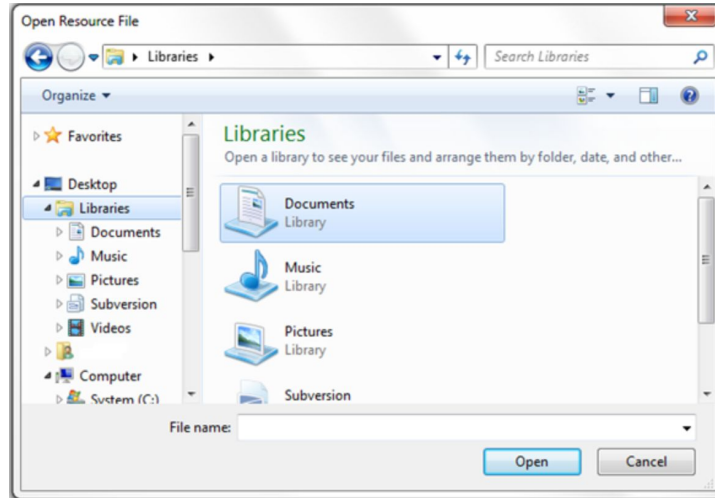 Open Resource File
Libraries
Search Libraries
Organize
Favorites
Desktop
Libraries
Documents
Music
Pictures
Subversion
Videos
Computer
System (C:)
Libraries
Open a library to see your files and arrange them by folder, date, and other...
Documents
Library
Music
Library
Pictures
Library
Subversion
File name:
Open
Cancel